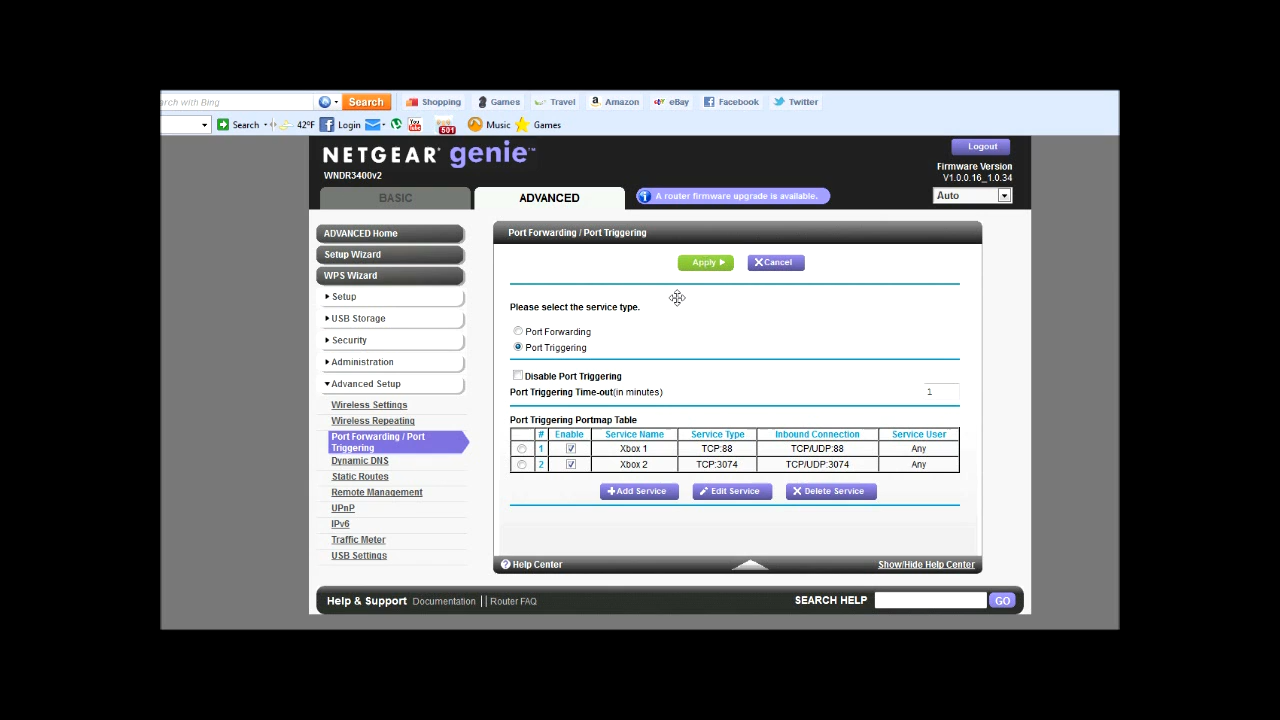 rch with Bing Search Shopping Games Travel Amazon eBay Facebook Twitter
Search 42°F Login You Tube 501 Music Games
NETGEAR® genie™
WNDR3400v2
Logout
Firmware Version
V1.0.0.16_1.0.34
BASIC ADVANCED A router firmware upgrade is available. Auto
ADVANCED Home
Setup Wizard
WPS Wizard
Setup
USB Storage
Security
Administration
Advanced Setup
Wireless Settings
Wireless Repeating
Port Forwarding / Port
Triggering
Dynamic DNS
Static Routes
Remote Management
UPnP
IPv6
Traffic Meter
USB Settings
Port Forwarding / Port Triggering
Apply Cancel
Please select the service type.
Port Forwarding
Port Triggering
Disable Port Triggering
Port Triggering Time-out(in minutes) 1
Port Triggering Portmap Table
# Enable Service Name Service Type Inbound Connection Service User
1 Xbox 1 TCP:88 TCP/UDP:88 Any
2 Xbox 2 TCP:3074 TCP/UDP:3074 Any
Add Service Edit Service Delete Service
Help Center Show/Hide Help Center
Help & Support Documentation | Router FAQ SEARCH HELP GO